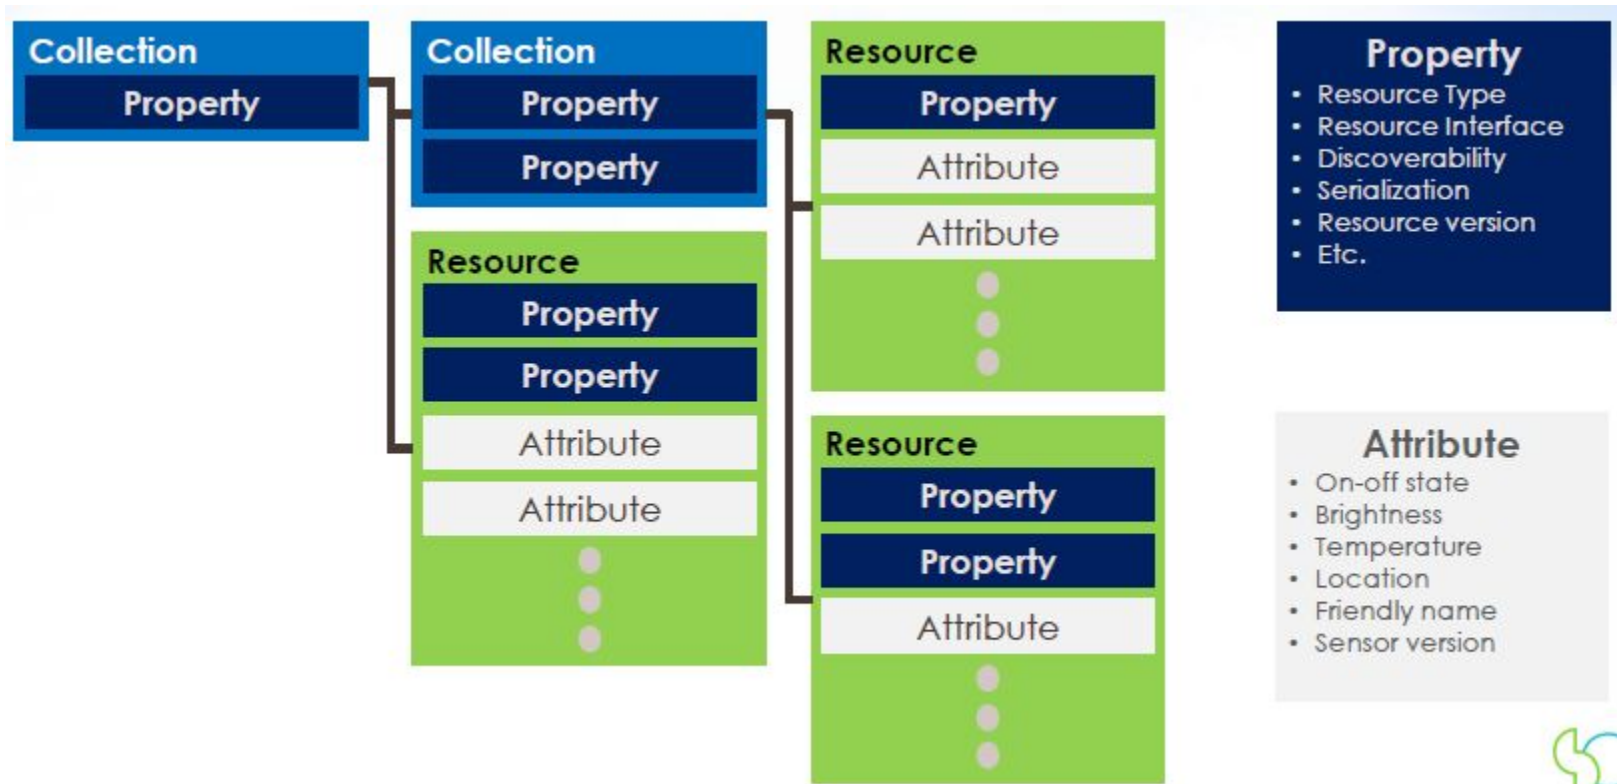 Collection
Property
Collection
Property
Property
Resource
Property
Property
Attribute
Attribute
Resource
Property
Attribute
Attribute
Resource
Property
Property
Attribute
Property
• Resource Type
• Resource Interface
• Discoverability
• Serialization
• Resource version
• Etc.
Attribute
• On-off state
• Brightness
• Temperature
• Location
• Friendly name
• Sensor version